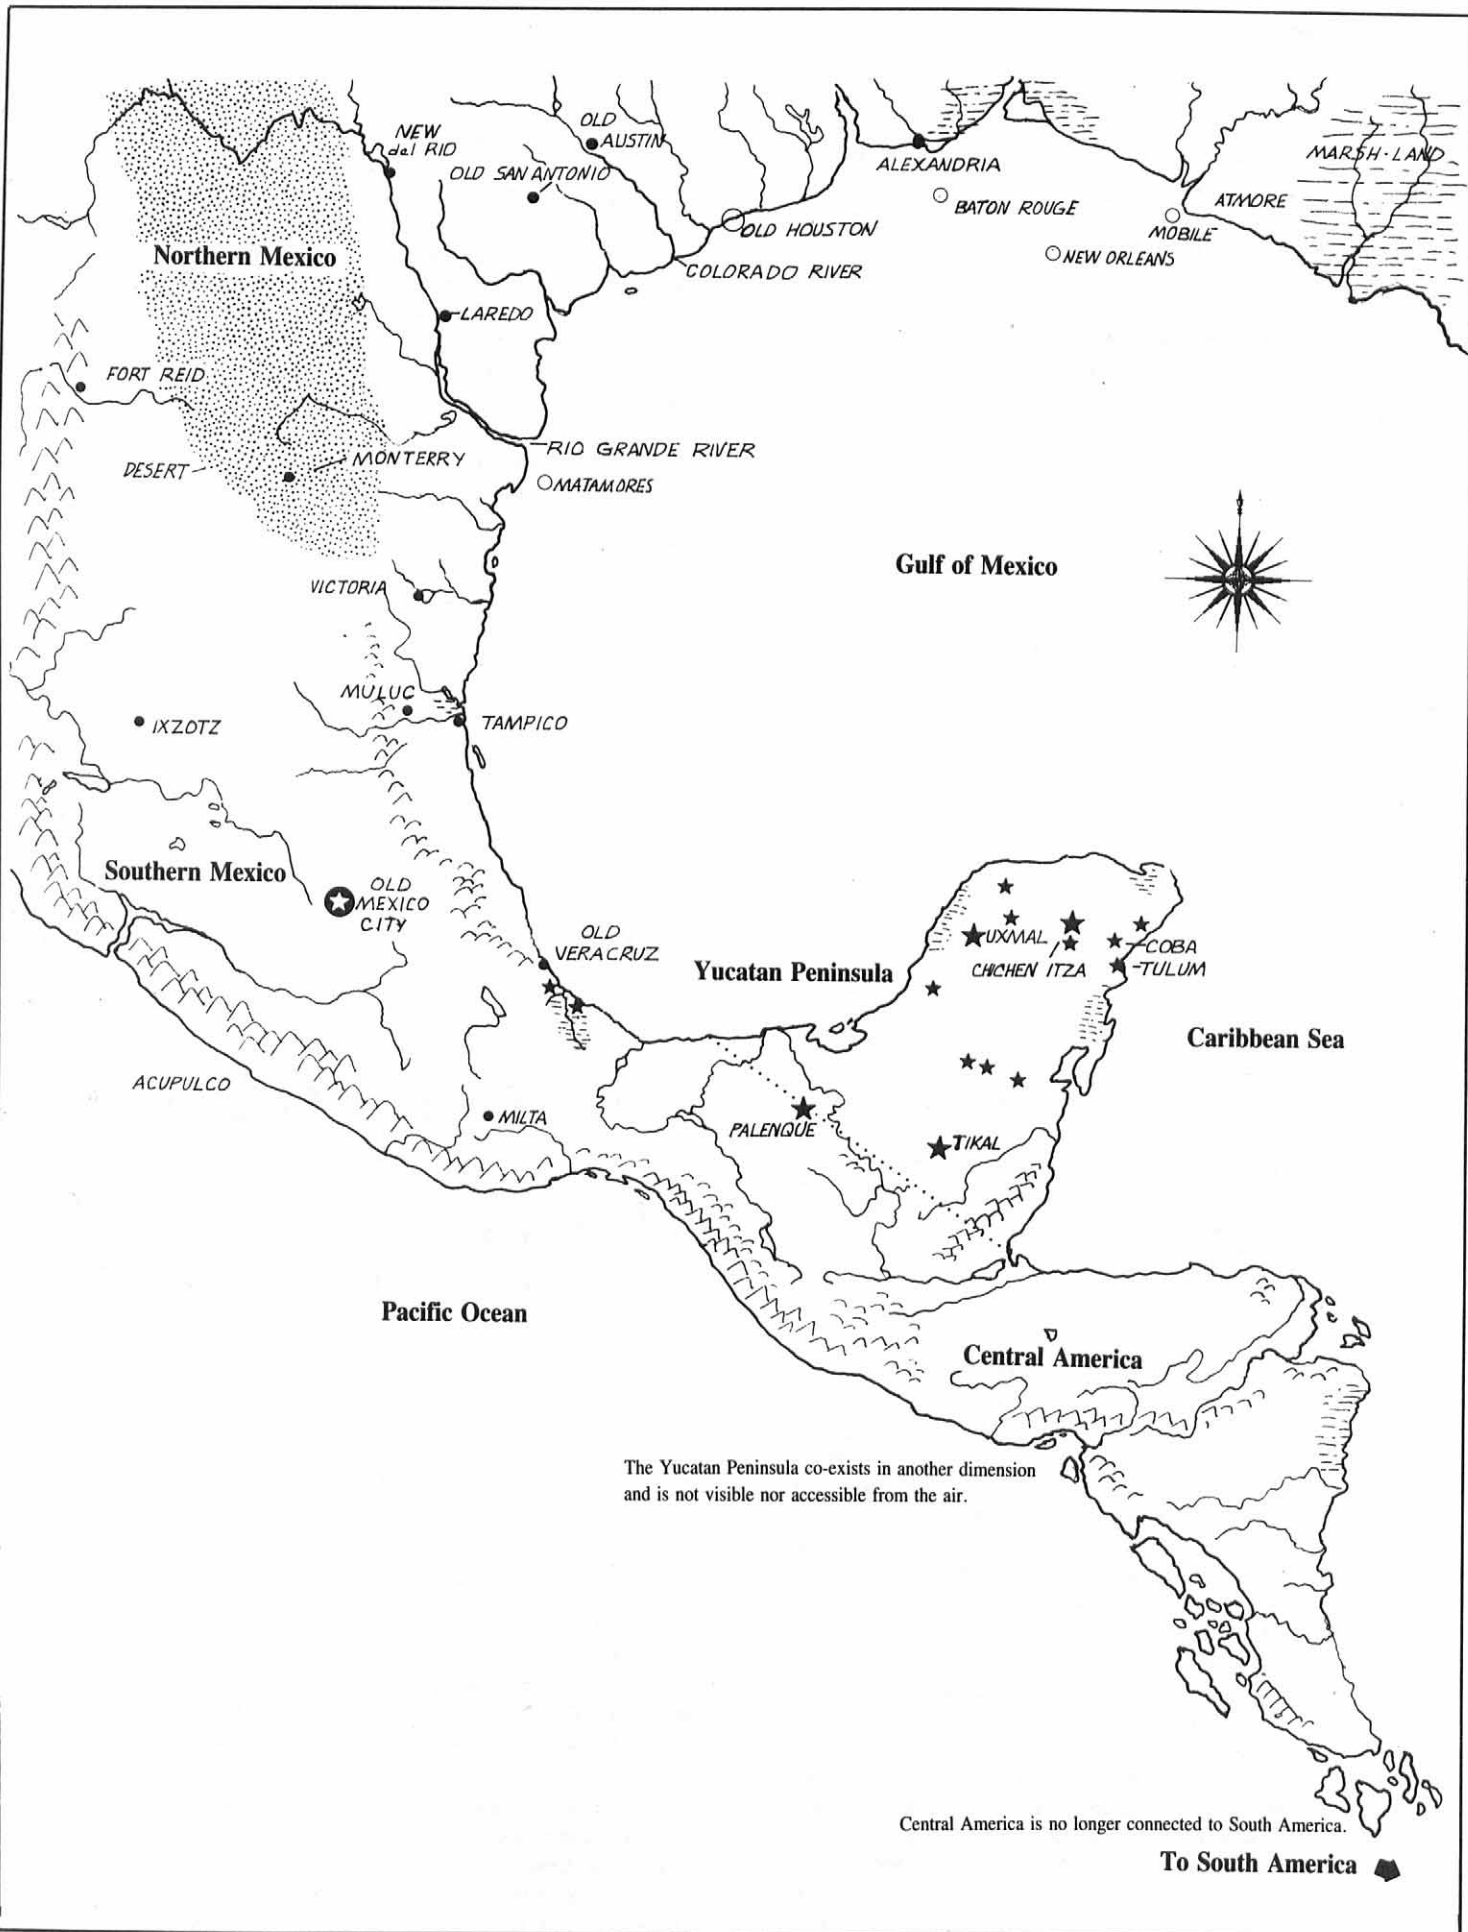 NEW
del RIO
OLD
AUSTIN
OLD SAN ANTONIO
ALEXANDRIA
MARSH-LAND
BATON ROUGE
ATMORE
OLD HOUSTON
MOBILE
NEW ORLEANS
COLORADO RIVER
Northern Mexico
LAREDO
FORT REID
RIO GRANDE RIVER
DESERT
MONTERRY
MATAMORES
Gulf of Mexico
VICTORIA
MULUC
IXZOTZ
TAMPICO
Southern Mexico
OLD
MEXICO
CITY
OLD
VERACRUZ
UXMAL
COBA
Yucatan Peninsula
CHICHEN ITZA
TULUM
Caribbean Sea
ACUPULCO
MILTA
PALENQUE
TIKAL
Pacific Ocean
Central America
The Yucatan Peninsula co-exists in another dimension
and is not visible nor accessible from the air.
Central America is no longer connected to South America.
To South America